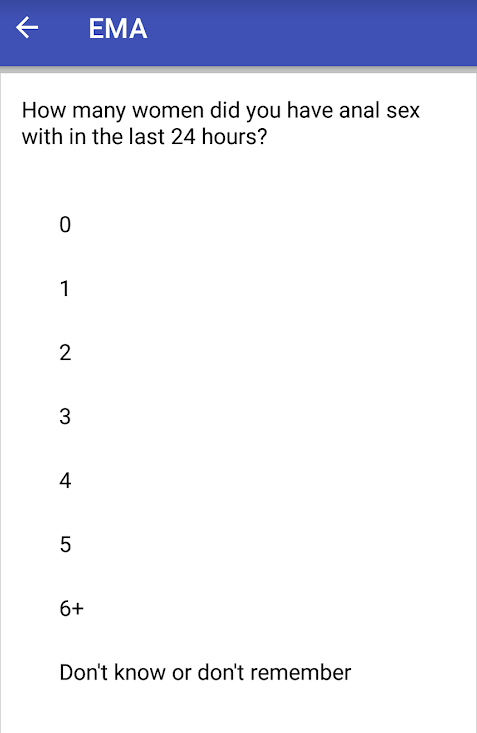 EMA
How many women did you have anal sex
with in the last 24 hours?
0
1
2
3
4
5
6+
Don't know or don't remember